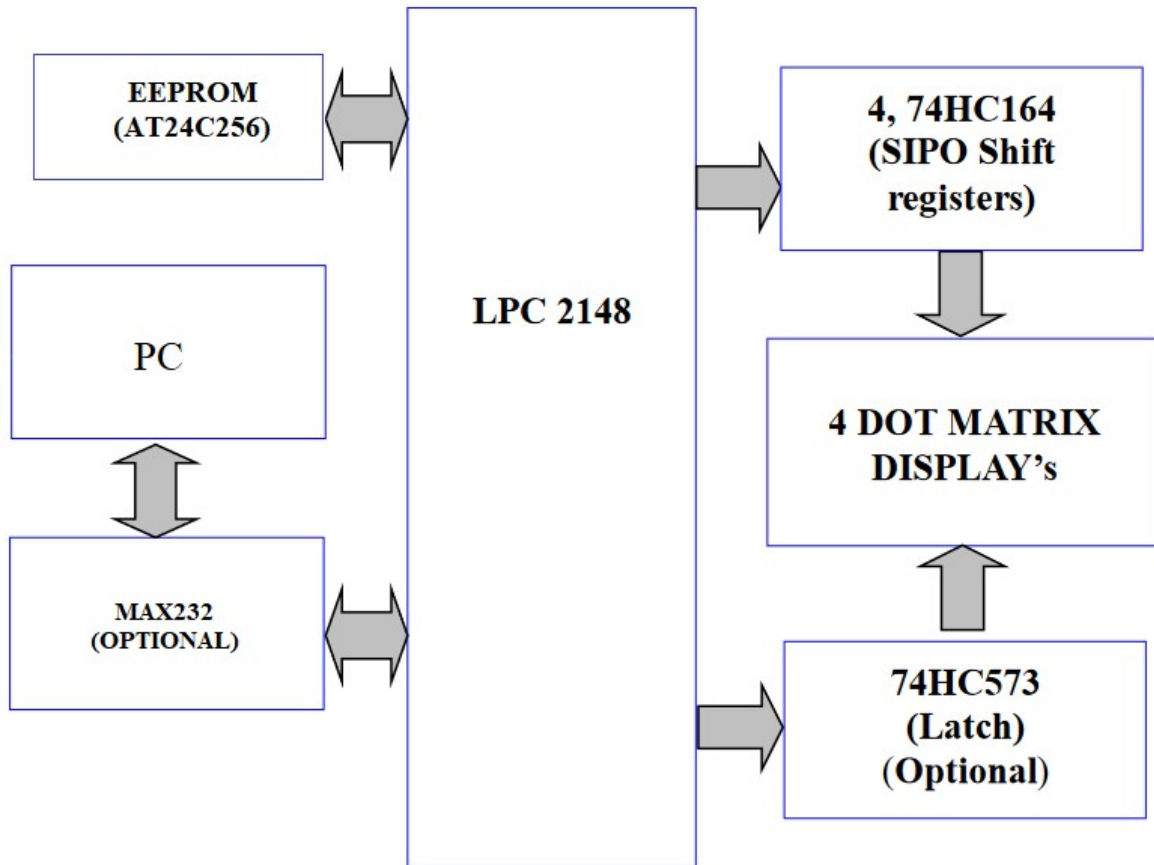 EEPROM
(AT24C256)
PC
MAX232
(OPTIONAL)
LPC 2148
4, 74HC164
(SIPO Shift
registers)
4 DOT MATRIX
DISPLAY’s
74HC573
(Latch)
(Optional)